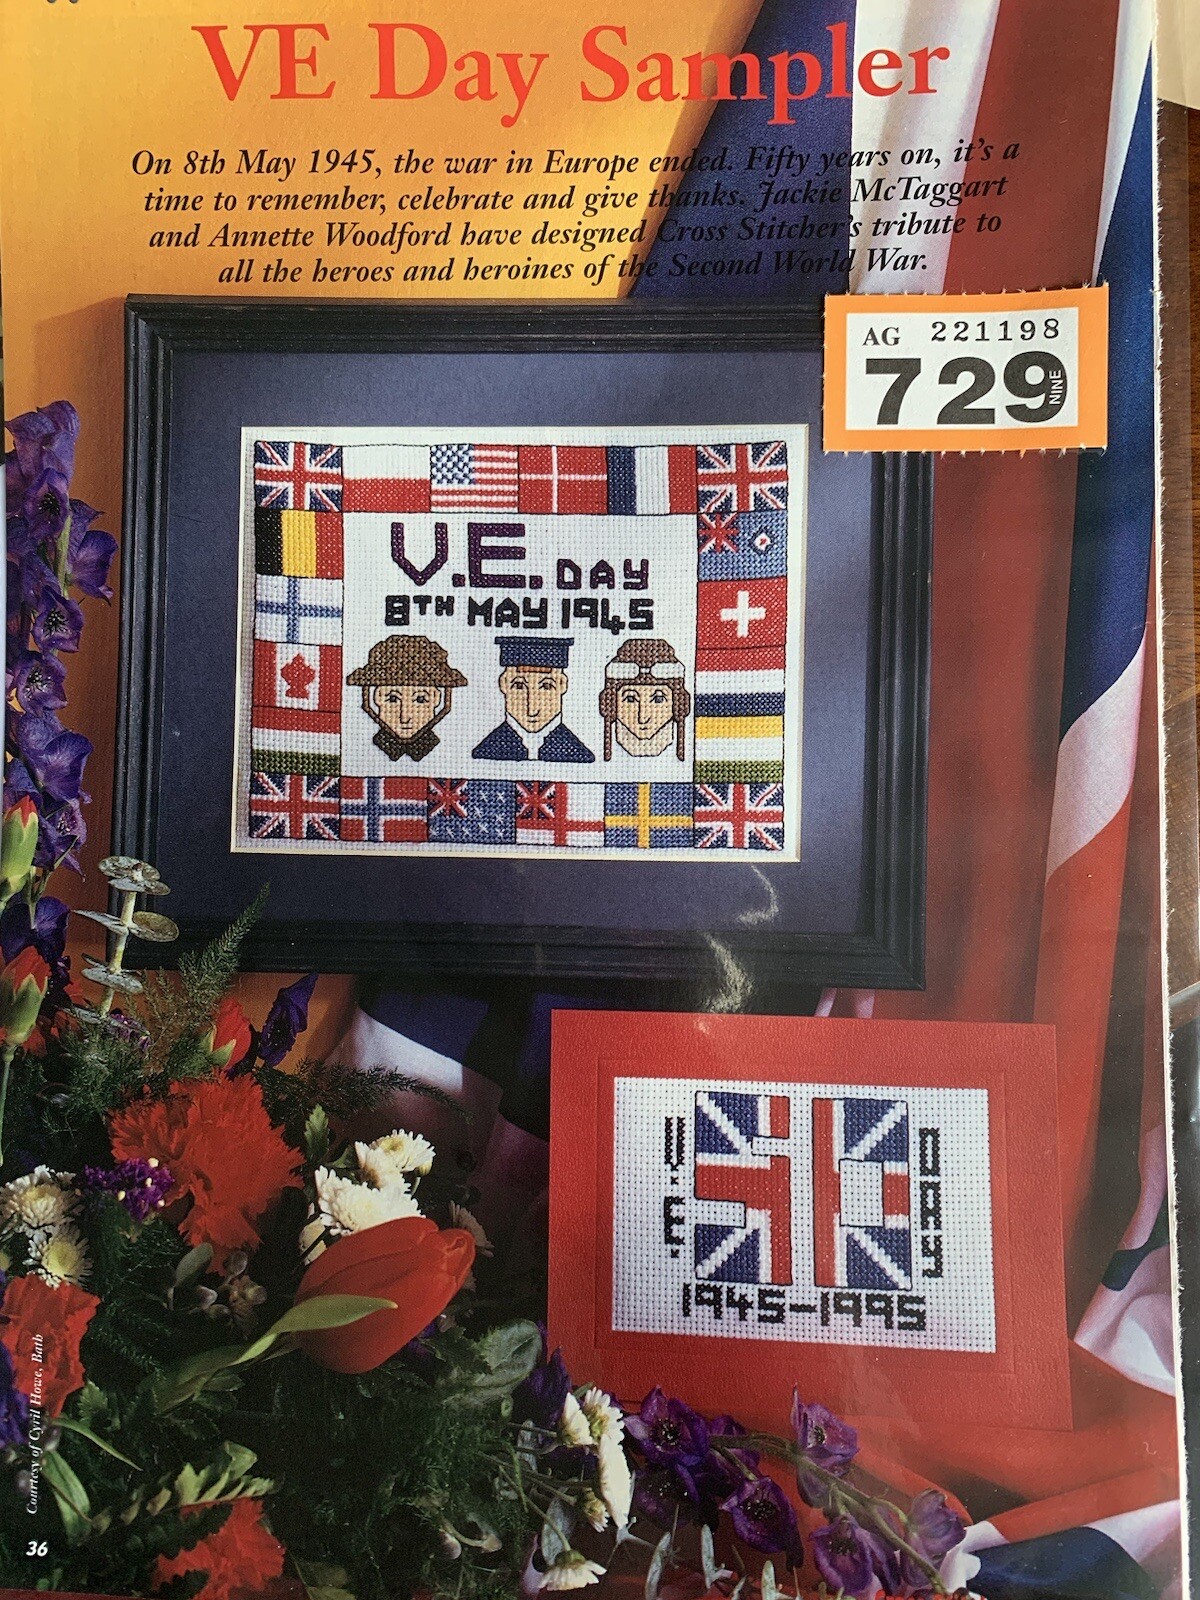 VE Day Sampler
On 8th May 1945, the war in Europe ended. Fifty years on, it's a
time to remember, celebrate and give thanks. Jackie McTaggart
and Annette Woodford have designed Cross Stitcher's tribute to
all the heroes and heroines of the Second World War.
AG 221198
729
NINE
V.E. DAY
8TH MAY 1945
V.E.
50
DAY
1945-1995
Courtesy of Cyril Howe, Bath
36